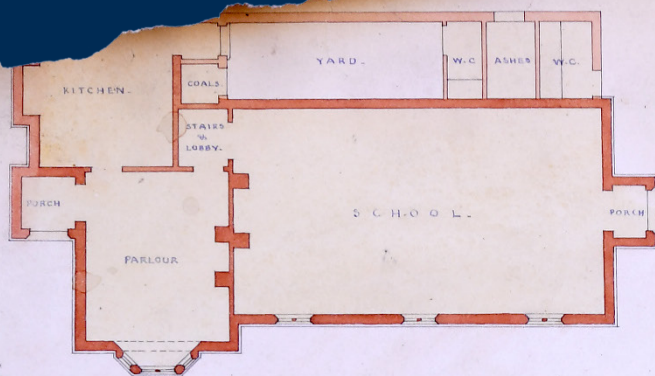 YARD.
W.C
ASHES
W.C.
KITCHEN.
COALS.
STAIRS
&
LOBBY.
PORCH
SCHOOL.
PORCH
PARLOUR